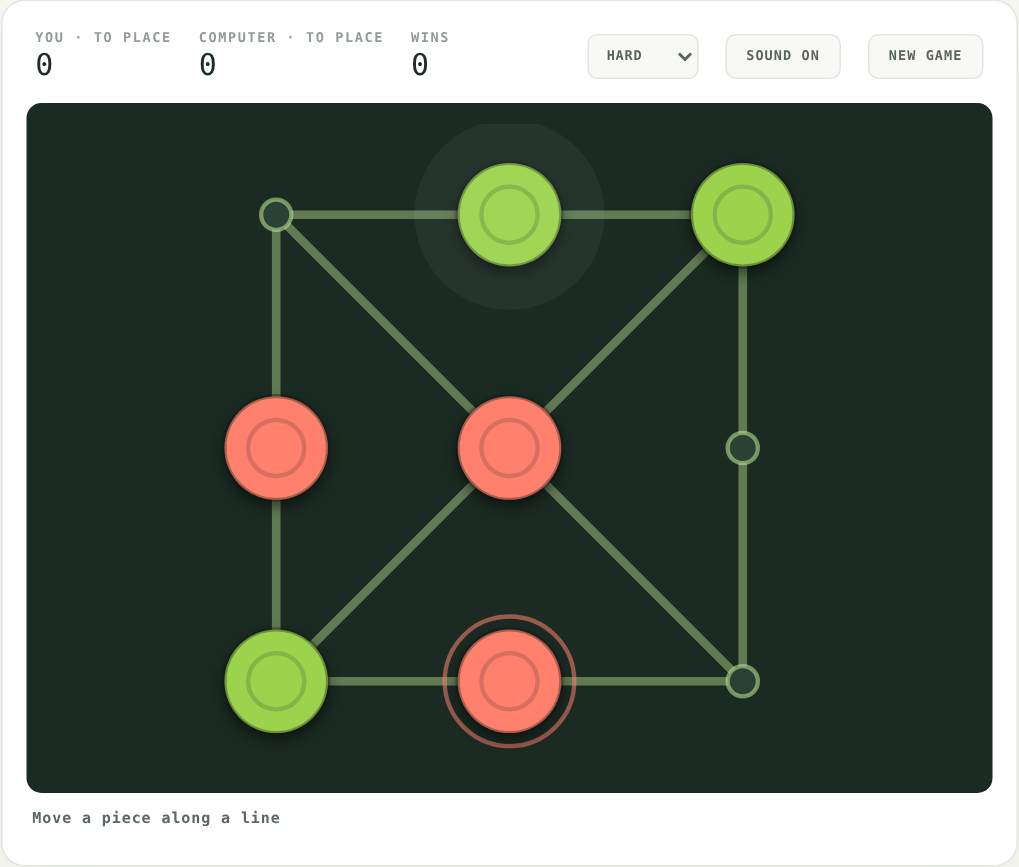 YOU · TO PLACE COMPUTER · TO PLACE WINS
0 0 0
HARD SOUND ON NEW GAME
Move a piece along a line